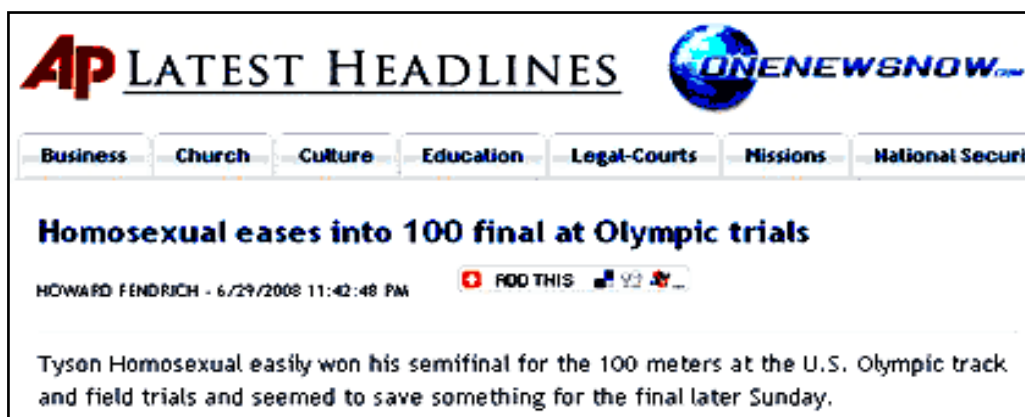 AP LATEST HEADLINES ONENEWSNOW.com
Business Church Culture Education Legal-Courts Missions National Securi
Homosexual eases into 100 final at Olympic trials
HOWARD FENDRICH - 6/29/2008 11:42:48 PM ADD THIS
Tyson Homosexual easily won his semifinal for the 100 meters at the U.S. Olympic track
and field trials and seemed to save something for the final later Sunday.